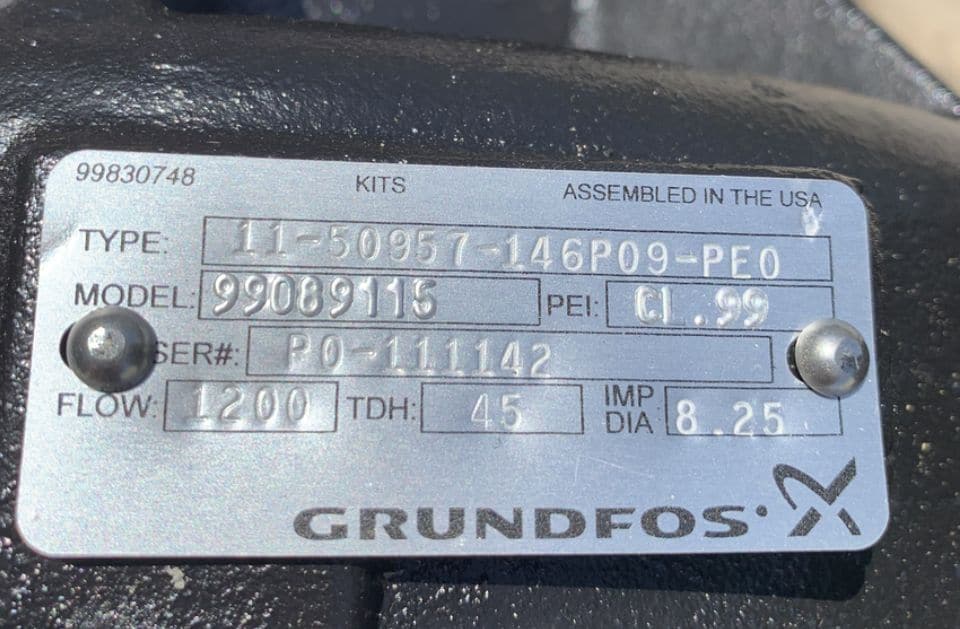 99830748 KITS ASSEMBLED IN THE USA
TYPE: 11-50957-146P09-PE0
MODEL: 99089115 PEI: CL .99
SER#: P0-111142
FLOW: 1200 TDH: 45 IMP DIA 8.25
GRUNDFOS